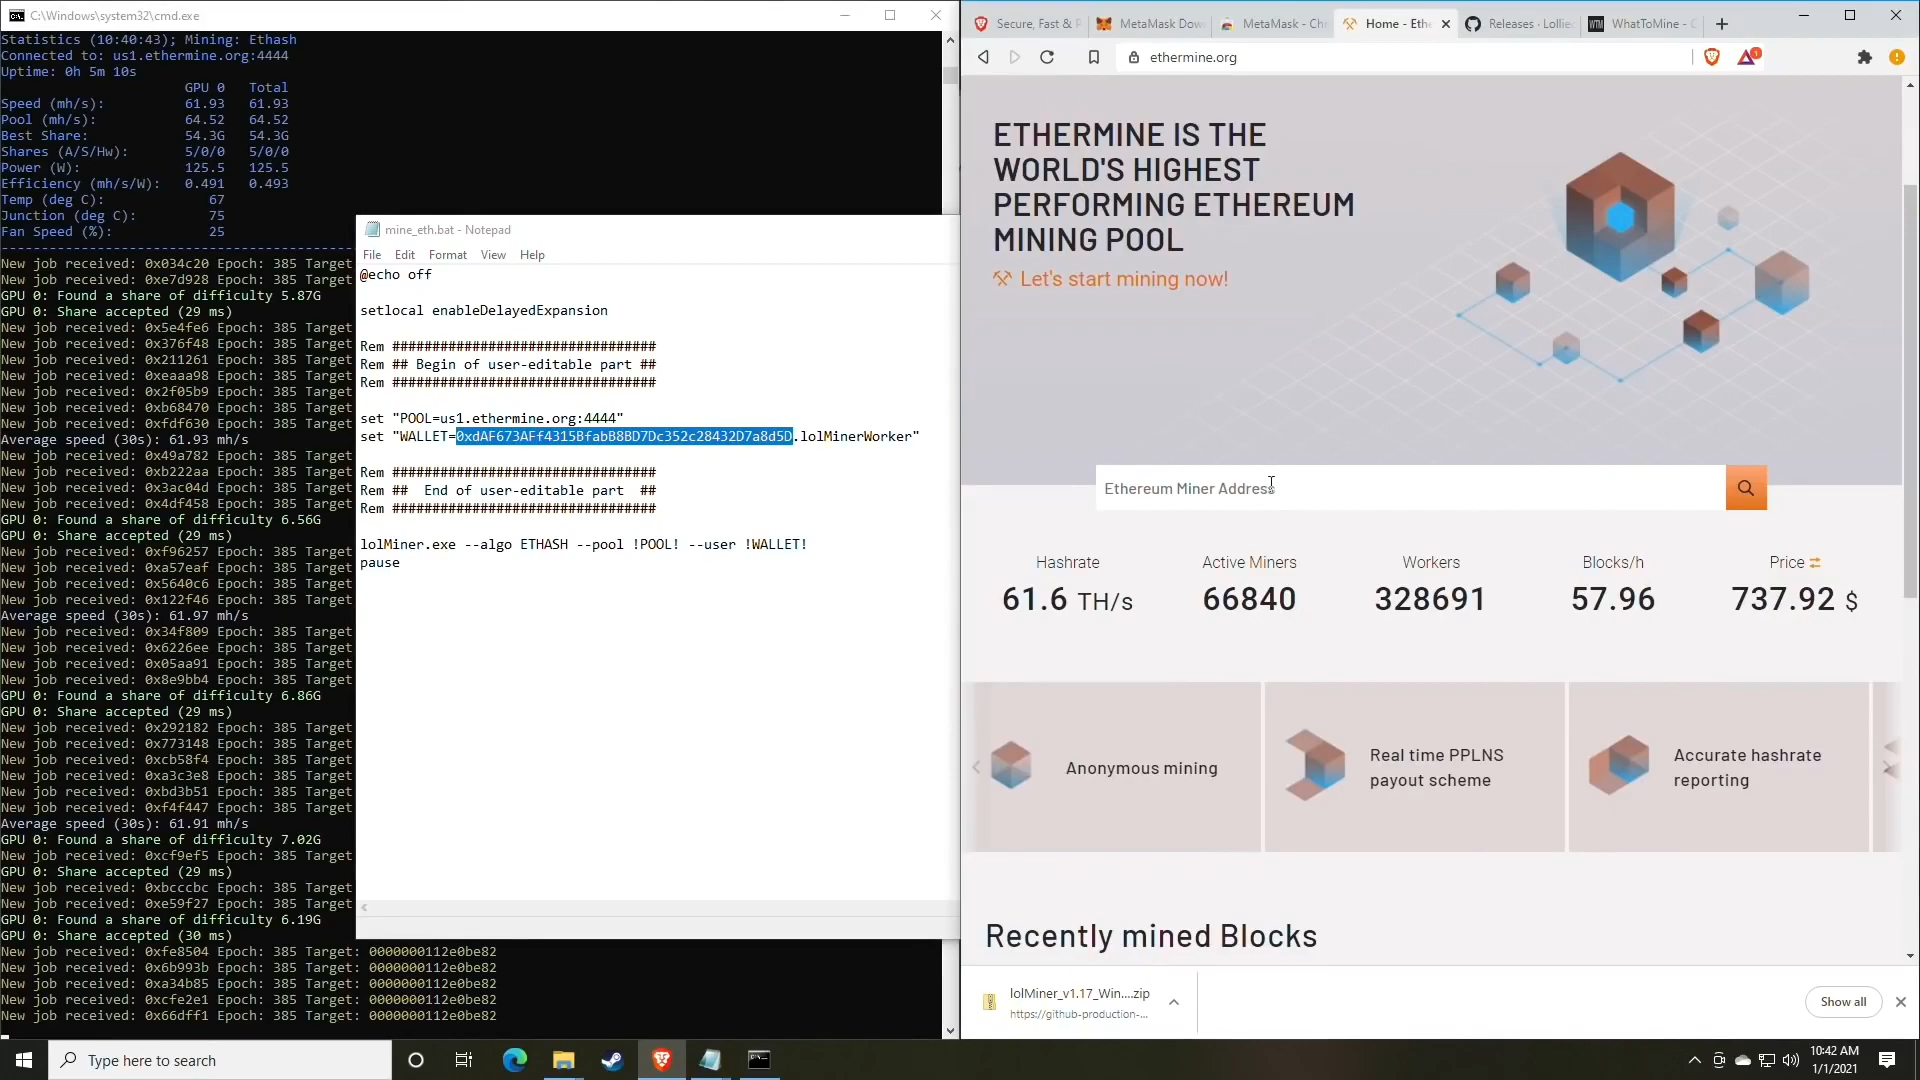 C:\Windows\system32\cmd.exe
Statistics (10:40:43); Mining: Ethash
Connected to: us1.ethermine.org:4444
Uptime: 0h 5m 10s
GPU 0 Total
Speed (mh/s): 61.93 61.93
Pool (mh/s): 64.52 64.52
Best Share: 54.3G 54.3G
Shares (A/S/Hw): 5/0/0 5/0/0
Power (W): 125.5 125.5
Efficiency (mh/s/W): 0.491 0.493
Temp (deg C): 67
Junction (deg C): 75
Fan Speed (%): 25
New job received: 0x034c20 Epoch: 385 Target
New job received: 0xe7d928 Epoch: 385 Target
GPU 0: Found a share of difficulty 5.87G
GPU 0: Share accepted (29 ms)
New job received: 0x5e4fe6 Epoch: 385 Target
New job received: 0x376f48 Epoch: 385 Target
New job received: 0x211261 Epoch: 385 Target
New job received: 0xeaaa98 Epoch: 385 Target
New job received: 0x2f05b9 Epoch: 385 Target
New job received: 0xb68470 Epoch: 385 Target
New job received: 0xfdf630 Epoch: 385 Target
Average speed (30s): 61.93 mh/s
New job received: 0x49a782 Epoch: 385 Target
New job received: 0xb222aa Epoch: 385 Target
New job received: 0x3ac04d Epoch: 385 Target
New job received: 0x4df458 Epoch: 385 Target
GPU 0: Found a share of difficulty 6.56G
GPU 0: Share accepted (29 ms)
New job received: 0xf96257 Epoch: 385 Target
New job received: 0xa57eaf Epoch: 385 Target
New job received: 0x5640c6 Epoch: 385 Target
New job received: 0x122f46 Epoch: 385 Target
Average speed (30s): 61.97 mh/s
New job received: 0x34f809 Epoch: 385 Target
New job received: 0x6226ee Epoch: 385 Target
New job received: 0x05aa91 Epoch: 385 Target
New job received: 0x8e9bb4 Epoch: 385 Target
GPU 0: Found a share of difficulty 6.86G
GPU 0: Share accepted (29 ms)
New job received: 0x292182 Epoch: 385 Target
New job received: 0x773148 Epoch: 385 Target
New job received: 0xcb58f4 Epoch: 385 Target
New job received: 0xa3c3e8 Epoch: 385 Target
New job received: 0xbd3b51 Epoch: 385 Target
New job received: 0xf4f447 Epoch: 385 Target
Average speed (30s): 61.91 mh/s
GPU 0: Found a share of difficulty 7.02G
New job received: 0xcf9ef5 Epoch: 385 Target
GPU 0: Share accepted (29 ms)
New job received: 0xbcccbc Epoch: 385 Target
New job received: 0xe59f27 Epoch: 385 Target
GPU 0: Found a share of difficulty 6.19G
GPU 0: Share accepted (30 ms)
New job received: 0xfe8504 Epoch: 385 Target: 0000000112e0be82
New job received: 0x6b993b Epoch: 385 Target: 0000000112e0be82
New job received: 0xa34b85 Epoch: 385 Target: 0000000112e0be82
New job received: 0xcfe2e1 Epoch: 385 Target: 0000000112e0be82
New job received: 0x66dff1 Epoch: 385 Target: 0000000112e0be82
mine_eth.bat - Notepad
File Edit Format View Help
@echo off
setlocal enableDelayedExpansion
Rem #################################
Rem ## Begin of user-editable part ##
Rem #################################
set "POOL=us1.ethermine.org:4444"
set "WALLET=0xdAF673AFf4315BfabB8BD7Dc352c28432D7a8d5D.lolMinerWorker"
Rem #################################
Rem ##  End of user-editable part  ##
Rem #################################
lolMiner.exe --algo ETHASH --pool !POOL! --user !WALLET!
pause
Secure, Fast & P
MetaMask Dow
MetaMask - Chr
Home - Ethe
Releases · Lollie
WTM WhatToMine - C
ethermine.org
1
ETHERMINE IS THE
WORLD'S HIGHEST
PERFORMING ETHEREUM
MINING POOL
Let's start mining now!
Ethereum Miner Address
Hashrate Active Miners Workers Blocks/h Price
61.6 TH/s 66840 328691 57.96 737.92 $
Anonymous mining
Real time PPLNS
payout scheme
Accurate hashrate
reporting
Recently mined Blocks
lolMiner_v1.17_Win....zip
https://github-production-...
Show all
Type here to search
10:42 AM
1/1/2021